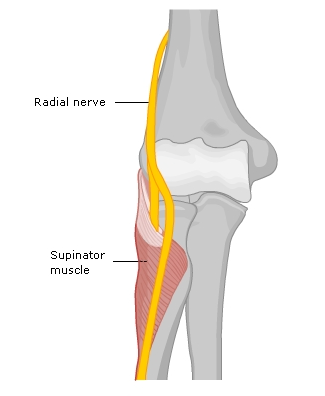 Radial nerve
Supinator
muscle